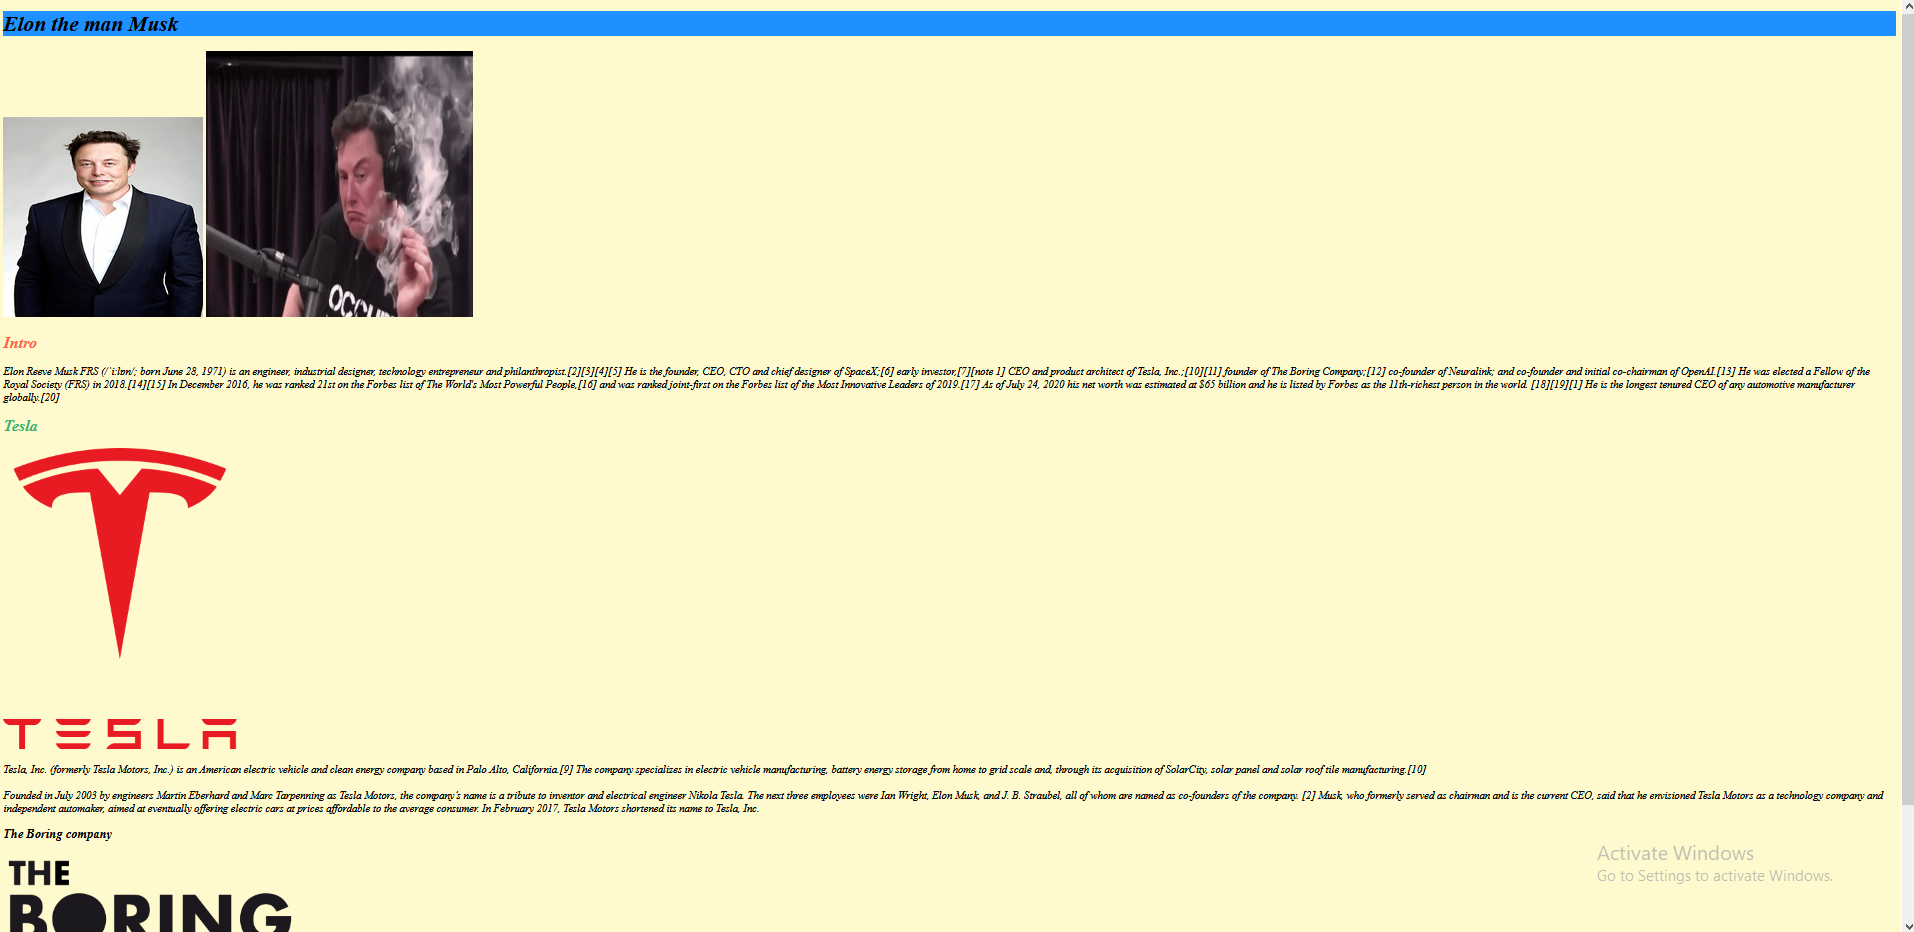 Elon the man Musk
OCCU
Intro
Elon Reeve Musk FRS (/ˈiːlɒn/; born June 28, 1971) is an engineer, industrial designer, technology entrepreneur and philanthropist.[2][3][4][5] He is the founder, CEO, CTO and chief designer of SpaceX;[6] early investor,[7][note 1] CEO and product architect of Tesla, Inc.;[10][11] founder of The Boring Company;[12] co-founder of Neuralink; and co-founder and initial co-chairman of OpenAI.[13] He was elected a Fellow of the
Royal Society (FRS) in 2018.[14][15] In December 2016, he was ranked 21st on the Forbes list of The World's Most Powerful People,[16] and was ranked joint-first on the Forbes list of the Most Innovative Leaders of 2019.[17] As of July 24, 2020 his net worth was estimated at $65 billion and he is listed by Forbes as the 11th-richest person in the world. [18][19][1] He is the longest tenured CEO of any automotive manufacturer
globally.[20]
Tesla
TESLA
Tesla, Inc. (formerly Tesla Motors, Inc.) is an American electric vehicle and clean energy company based in Palo Alto, California.[9] The company specializes in electric vehicle manufacturing, battery energy storage from home to grid scale and, through its acquisition of SolarCity, solar panel and solar roof tile manufacturing.[10]
Founded in July 2003 by engineers Martin Eberhard and Marc Tarpenning as Tesla Motors, the company's name is a tribute to inventor and electrical engineer Nikola Tesla. The next three employees were Ian Wright, Elon Musk, and J. B. Straubel, all of whom are named as co-founders of the company. [2] Musk, who formerly served as chairman and is the current CEO, said that he envisioned Tesla Motors as a technology company and
independent automaker, aimed at eventually offering electric cars at prices affordable to the average consumer. In February 2017, Tesla Motors shortened its name to Tesla, Inc.
The Boring company
THE
BORING
Activate Windows
Go to Settings to activate Windows.